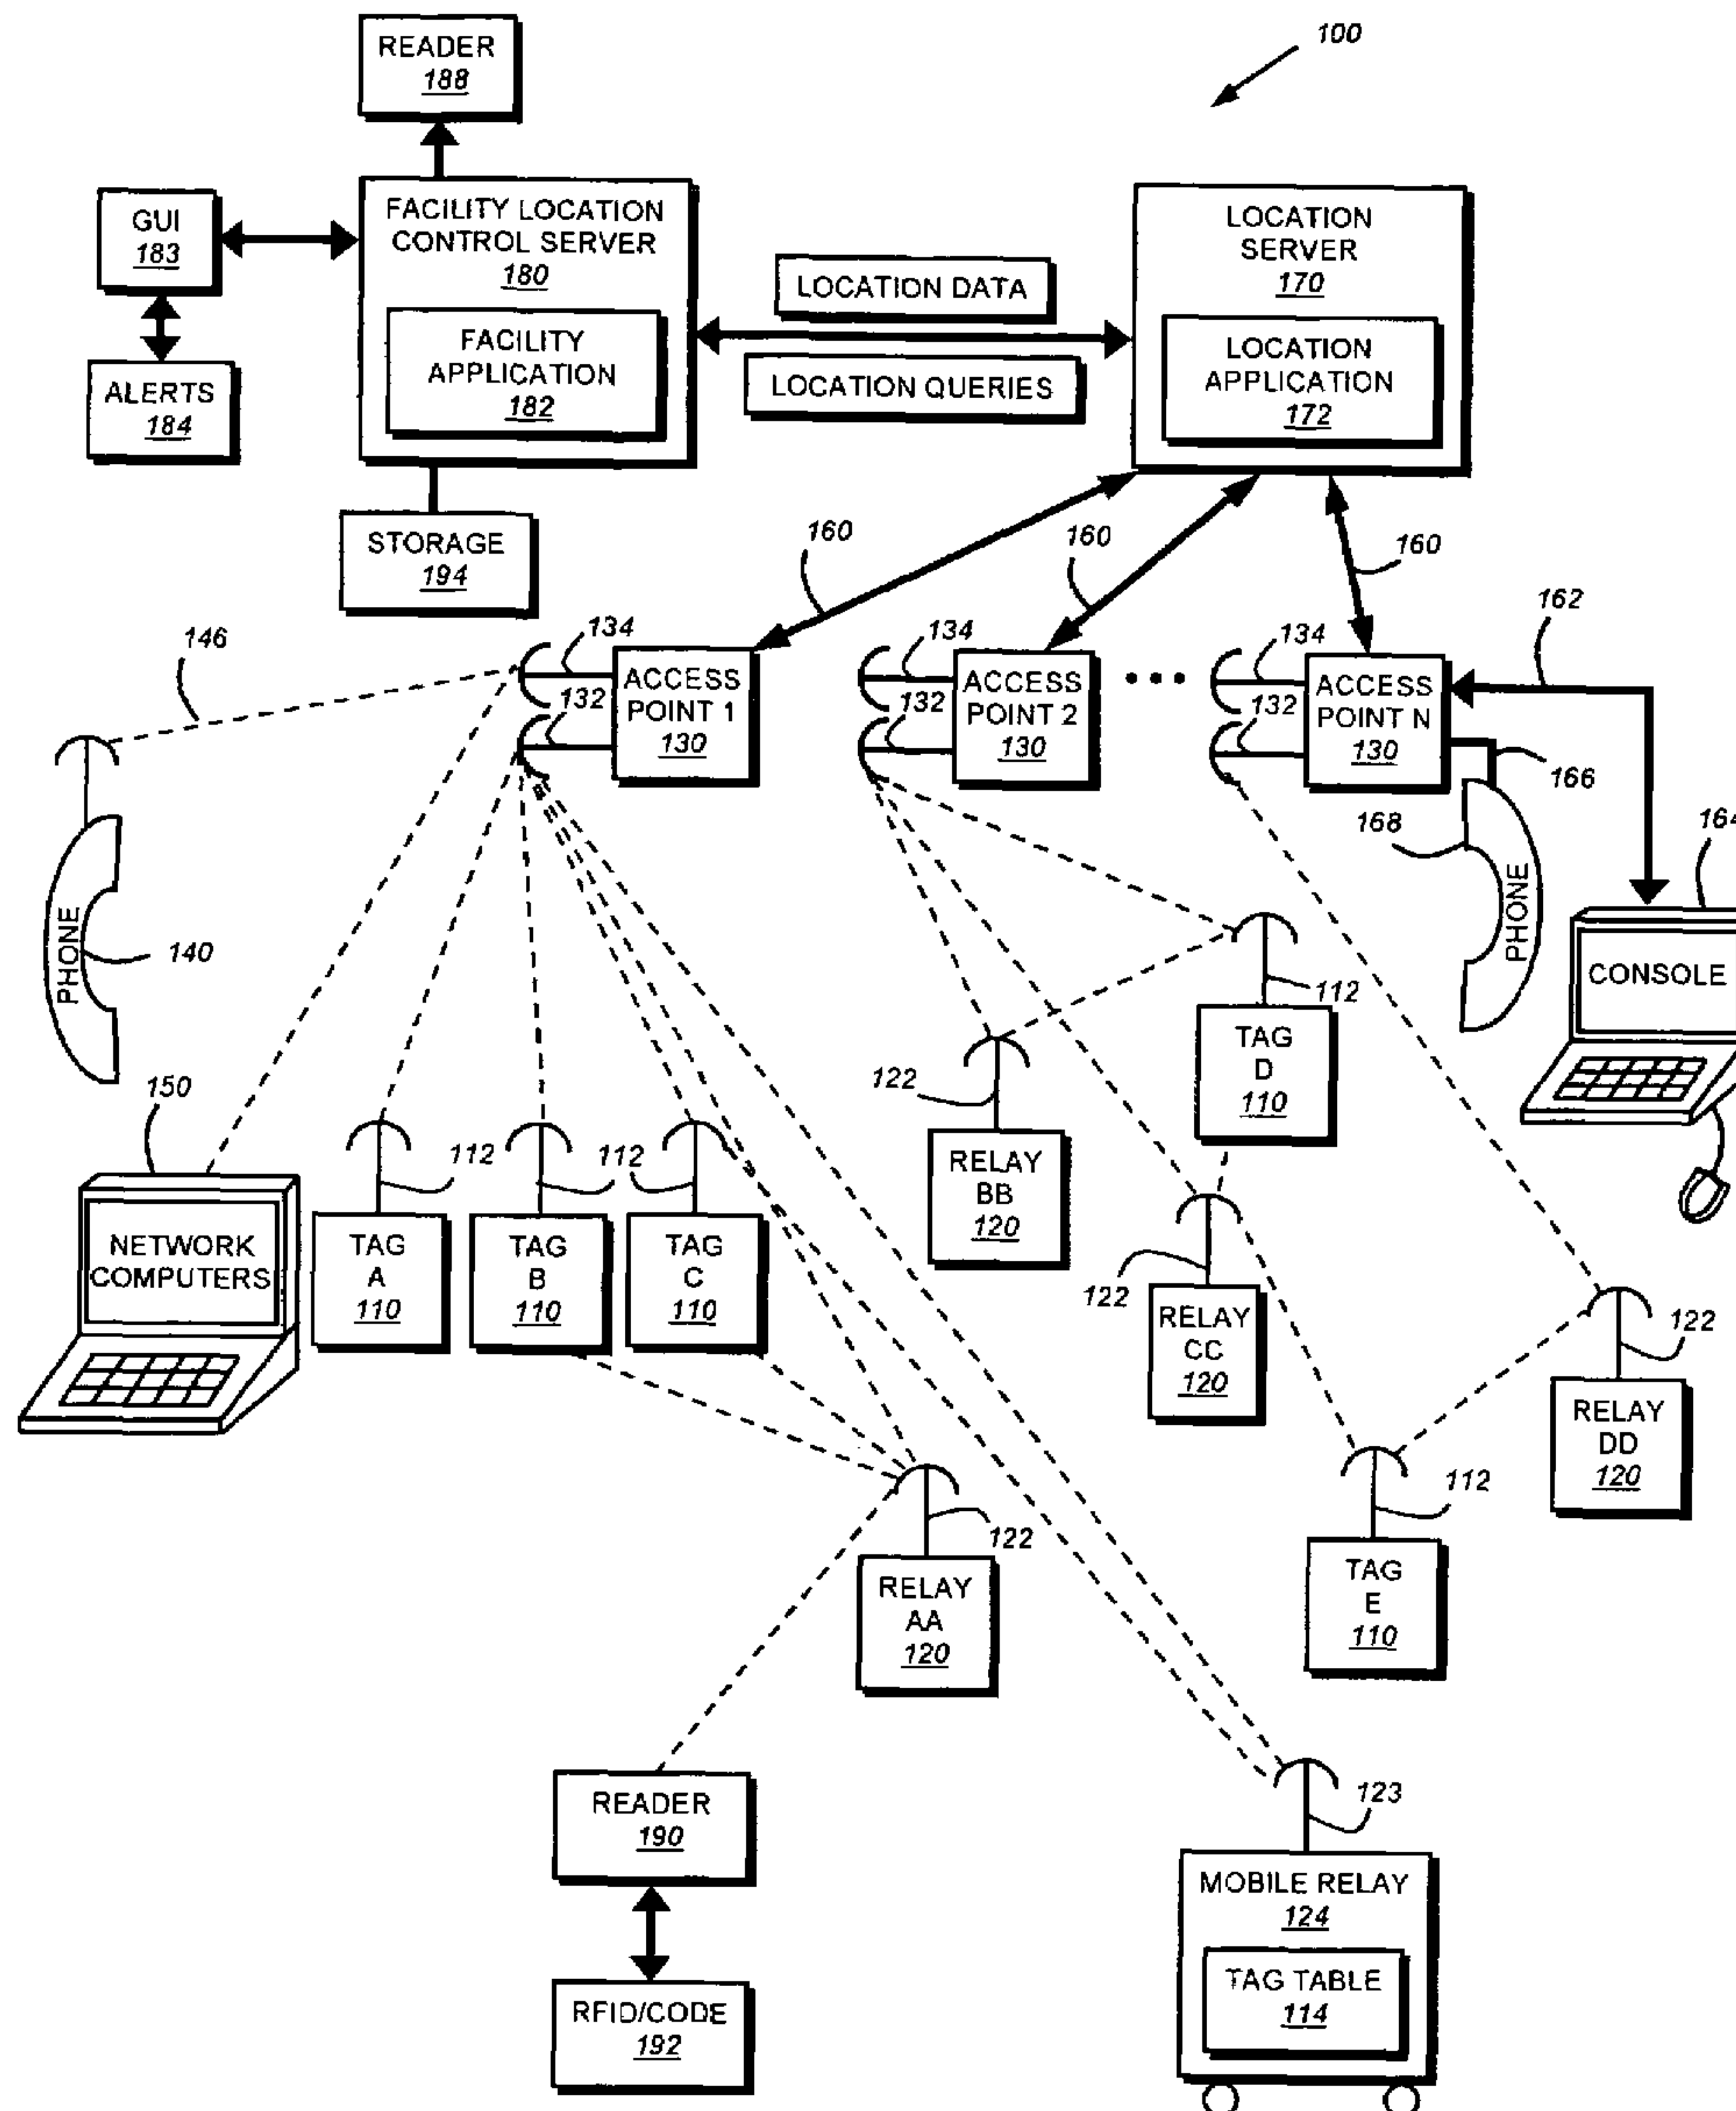 100
READER
188
GUI
183
ALERTS
184
FACILITY LOCATION
CONTROL SERVER
180
FACILITY
APPLICATION
182
LOCATION DATA
LOCATION QUERIES
LOCATION
SERVER
170
LOCATION
APPLICATION
172
STORAGE
194
160
160
160
162
146
134
132
ACCESS
POINT 1
130
134
132
ACCESS
POINT 2
130
•••
134
132
ACCESS
POINT N
130
166
168
164
PHONE
140
PHONE
CONSOLE
112
TAG
D
110
122
RELAY
BB
120
150
NETWORK
COMPUTERS
112
112
TAG
A
110
TAG
B
110
TAG
C
110
122
RELAY
CC
120
122
RELAY
DD
120
112
TAG
E
110
122
RELAY
AA
120
READER
190
RFID/CODE
192
123
MOBILE RELAY
124
TAG TABLE
114